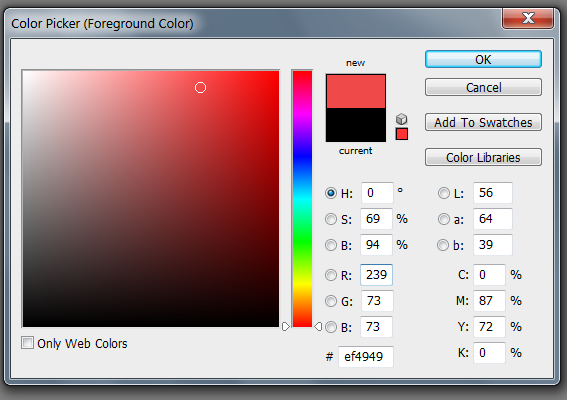 Color Picker (Foreground Color)
new
current
OK
Cancel
Add To Swatches
Color Libraries
H: 0 °
S: 69 %
B: 94 %
R: 239
G: 73
B: 73
# ef4949
L: 56
a: 64
b: 39
C: 0 %
M: 87 %
Y: 72 %
K: 0 %
Only Web Colors